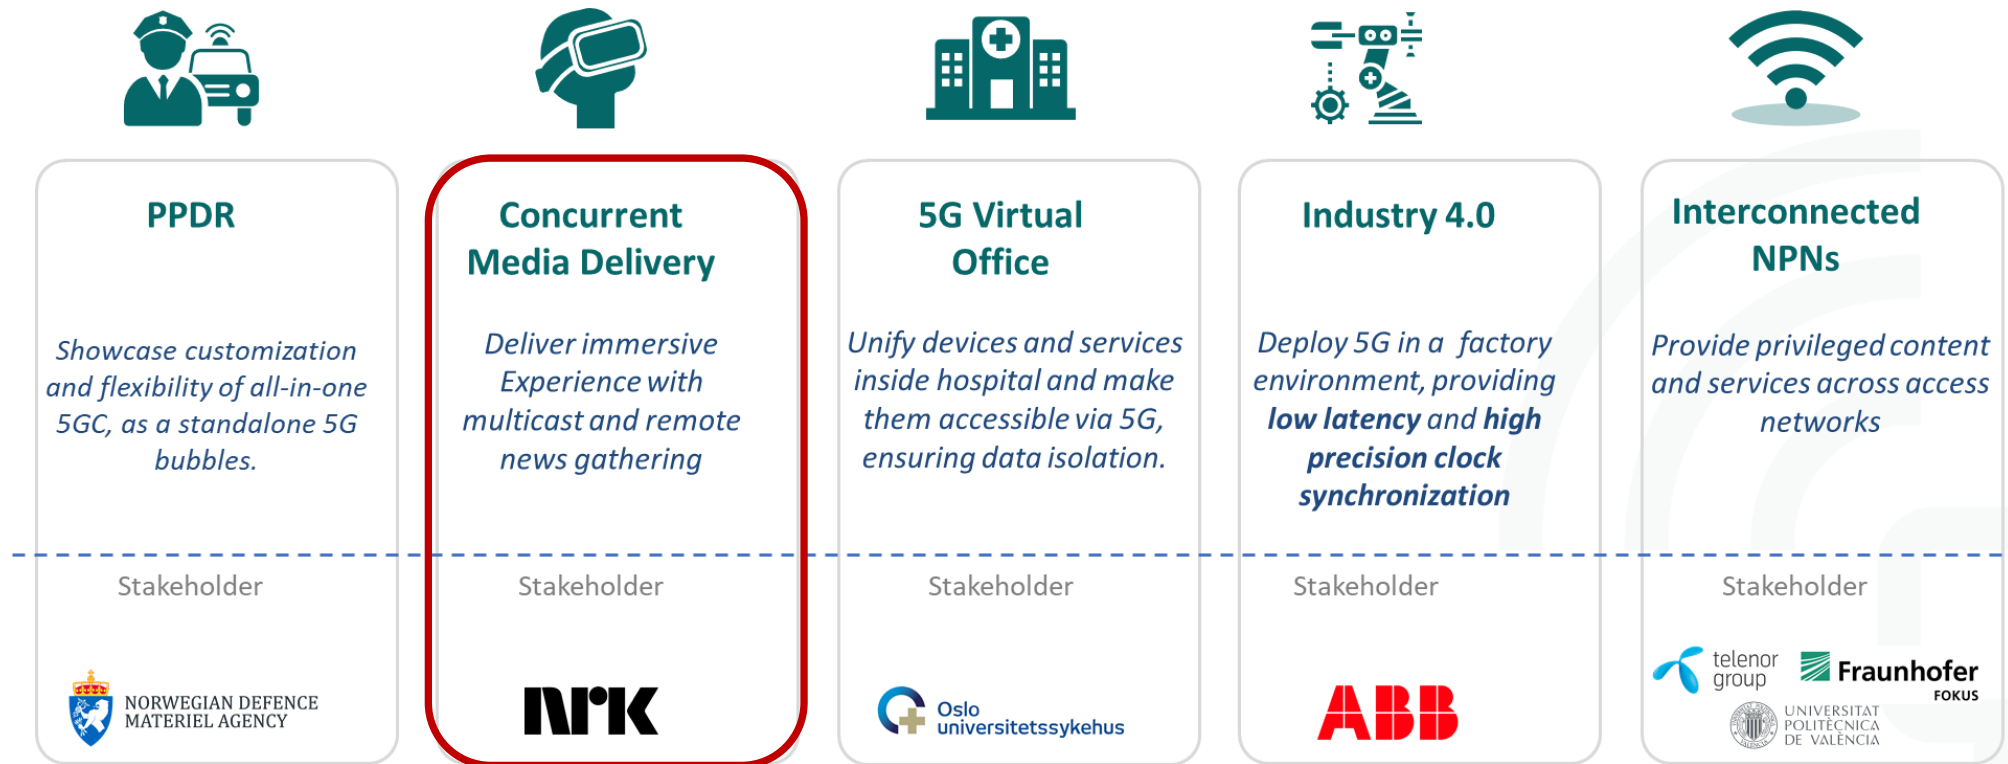 PPDR
Showcase customization
and flexibility of all-in-one
5GC, as a standalone 5G
bubbles.
Stakeholder
NORWEGIAN DEFENCE
MATERIEL AGENCY
Concurrent
Media Delivery
Deliver immersive
Experience with
multicast and remote
news gathering
Stakeholder
nrk
5G Virtual
Office
Unify devices and services
inside hospital and make
them accessible via 5G,
ensuring data isolation.
Stakeholder
Oslo
universitetssykehus
Industry 4.0
Deploy 5G in a factory
environment, providing
low latency and high
precision clock
synchronization
Stakeholder
ABB
Interconnected
NPNs
Provide privileged content
and services across access
networks
Stakeholder
telenor
group
Fraunhofer
FOKUS
UNIVERSITAT
POLITÈCNICA
DE VALÈNCIA